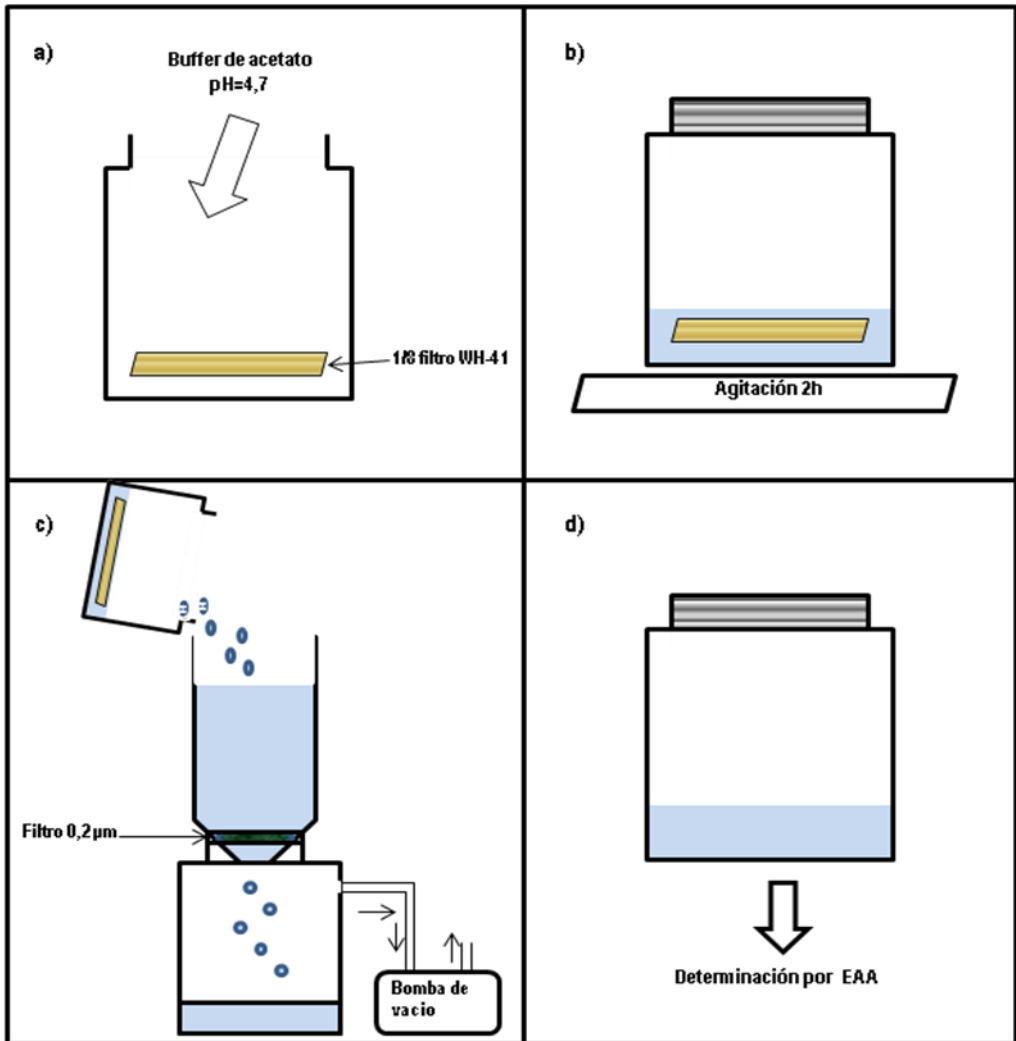 a)
Buffer de acetato
pH=4,7
1/8 filtro WH-41
b)
Agitación 2h
c)
Filtro 0,2µm
Bomba de
vacio
d)
Determinación por EAA